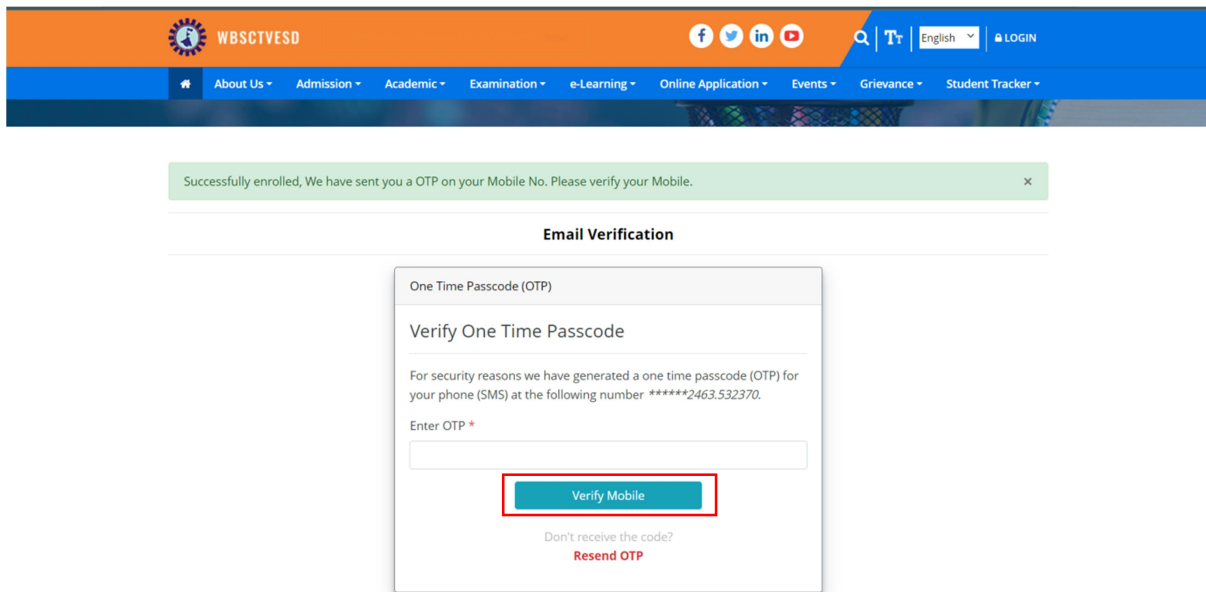 WBSCTVESD
TT English LOGIN
About Us Admission Academic Examination e-Learning Online Application Events Grievance Student Tracker
Successfully enrolled, We have sent you a OTP on your Mobile No. Please verify your Mobile. ×
Email Verification
One Time Passcode (OTP)
Verify One Time Passcode
For security reasons we have generated a one time passcode (OTP) for
your phone (SMS) at the following number ******2463.532370.
Enter OTP *
Verify Mobile
Don't receive the code?
Resend OTP